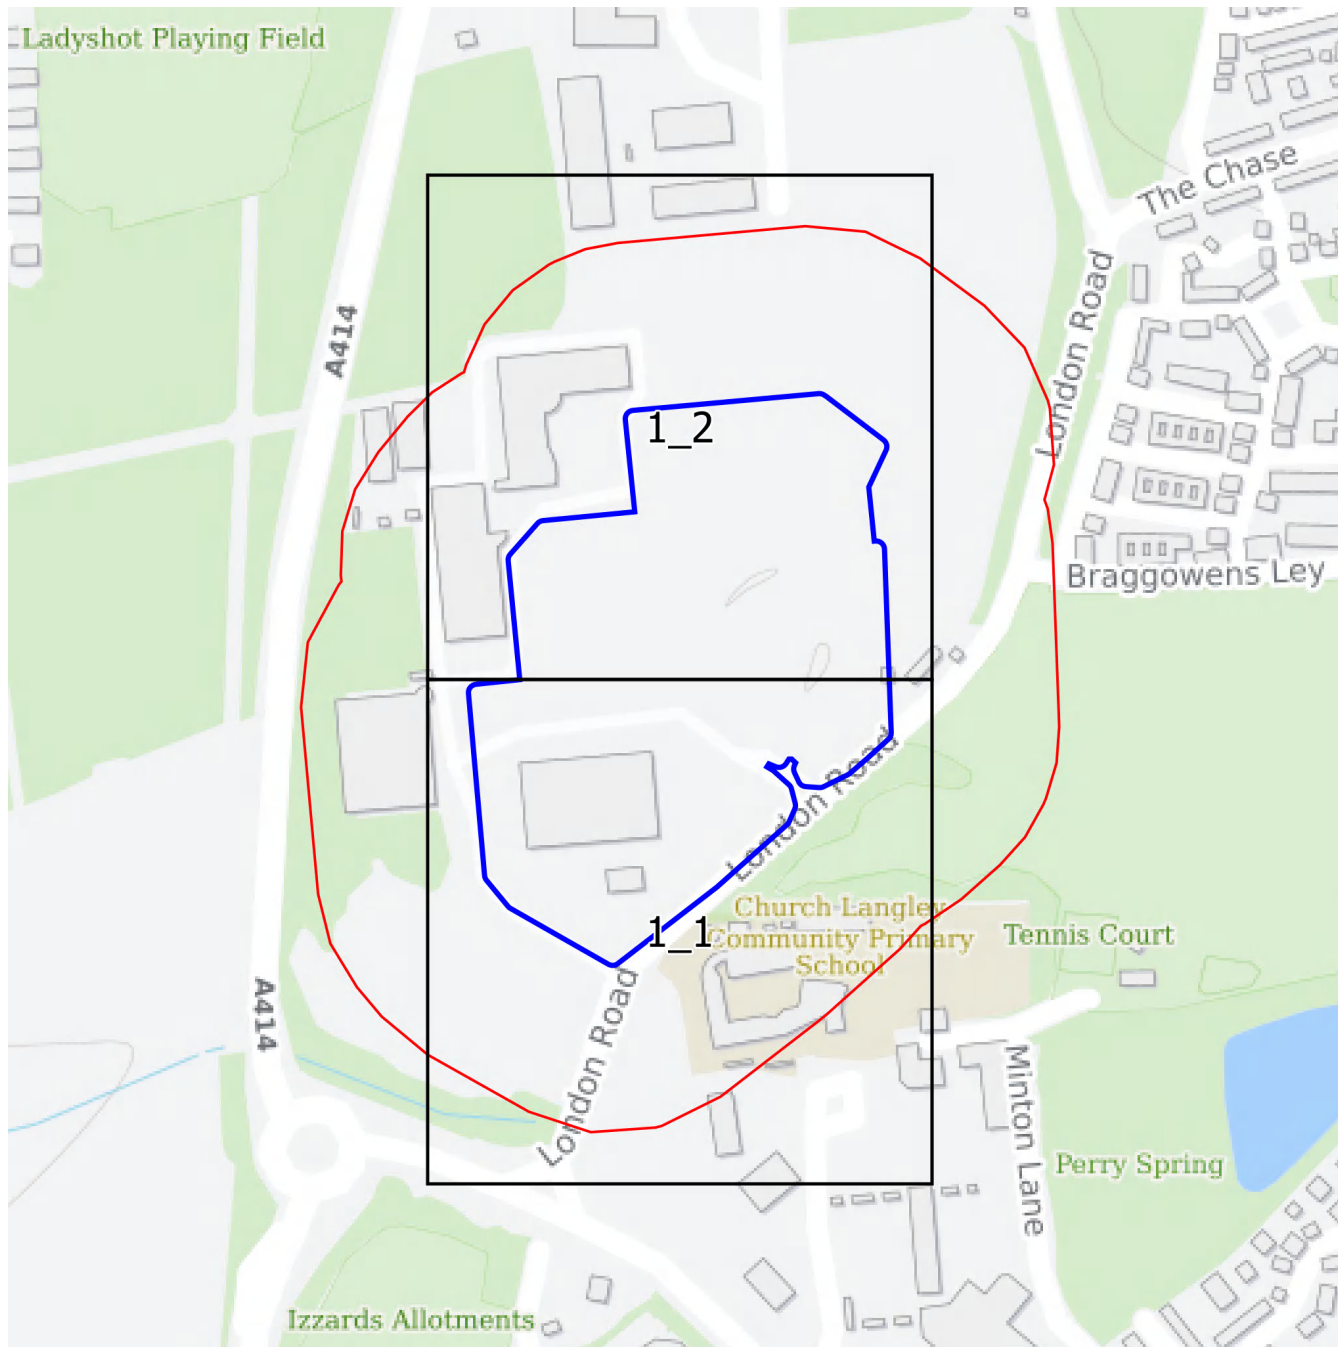 Ladyshot Playing Field
The Chase
London Road
A414
1_2
Braggowens Ley
London Road
Church Langley
Community Primary
School
1_1
Tennis Court
A414
London Road
Minton Lane
Perry Spring
Izzards Allotments